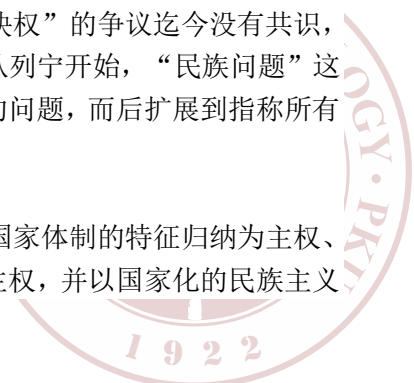 决权”的争议迄今没有共识，
列宁开始，“民族问题”这
问题，而后扩展到指称所有
国家体制的特征归纳为主权、
主权，并以国家化的民族主义
OGY · PK
1922